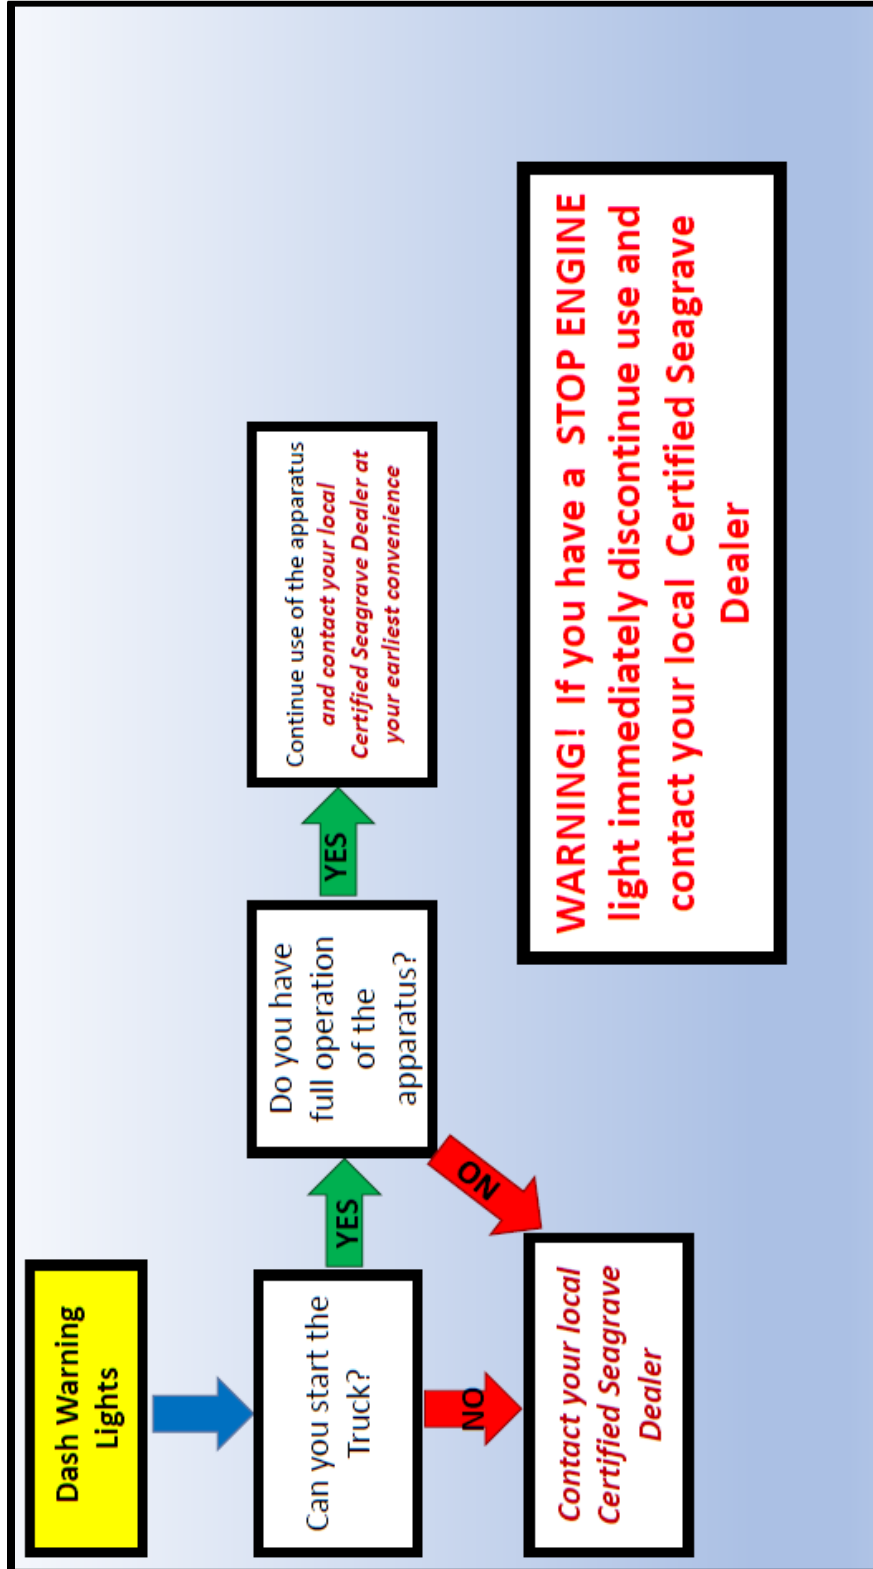 Dash Warning
Lights
Can you start the
Truck?
YES
NO
Do you have
full operation
of the
apparatus?
YES
NO
Continue use of the apparatus
and contact your local
Certified Seagrave Dealer at
your earliest convenience
Contact your local
Certified Seagrave
Dealer
WARNING! If you have a STOP ENGINE
light immediately discontinue use and
contact your local Certified Seagrave
Dealer